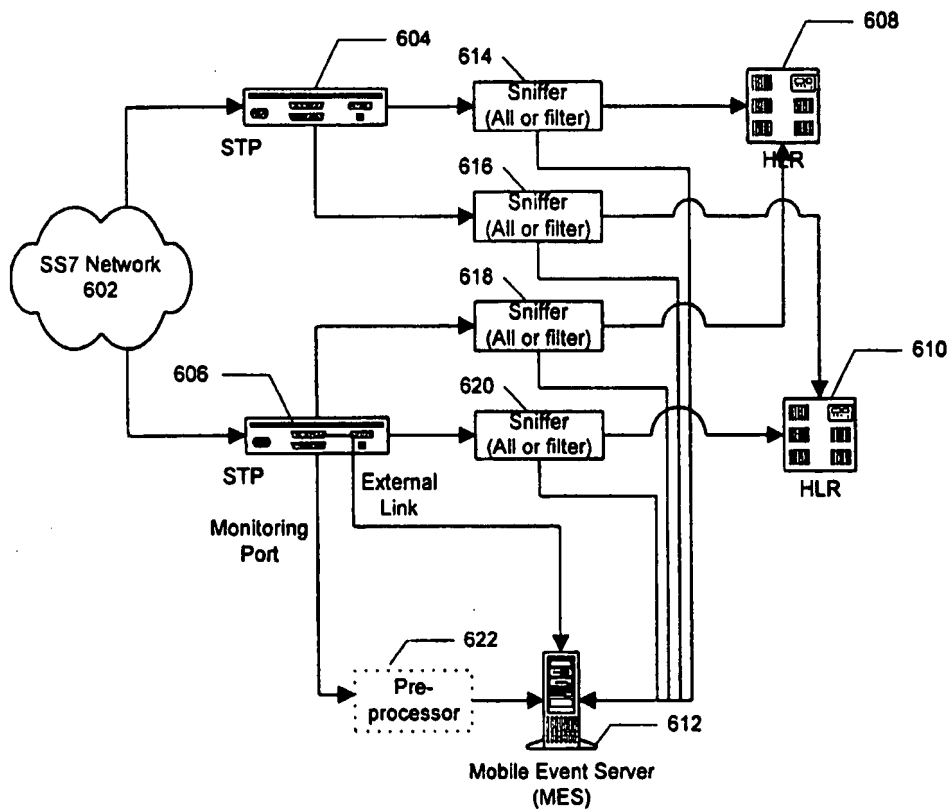 604
614
608
Sniffer
(All or filter)
STP
HLR
616
Sniffer
(All or filter)
SS7 Network
602
618
Sniffer
(All or filter)
606
620
610
Sniffer
(All or filter)
STP
External
Link
HLR
Monitoring
Port
622
Pre-
processor
612
Mobile Event Server
(MES)